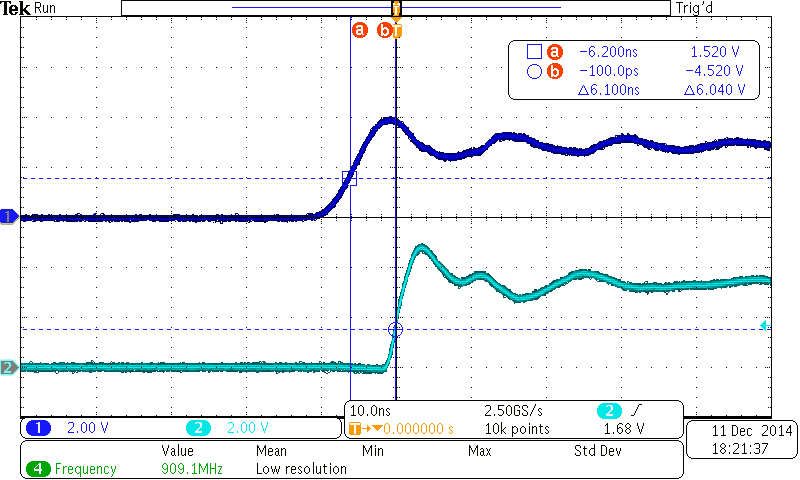 Tek Run Trig'd
T
a b T
a −6.200ns 1.520 V
b −100.0ps −4.520 V
Δ6.100ns Δ6.040 V
1
2
10.0ns 2.50GS/s 2
1 2.00 V 2 2.00 V T→▼0.000000 s 10k points 1.68 V
11 Dec 2014
18:21:37
Value Mean Min Max Std Dev
4 Frequency 909.1MHz Low resolution